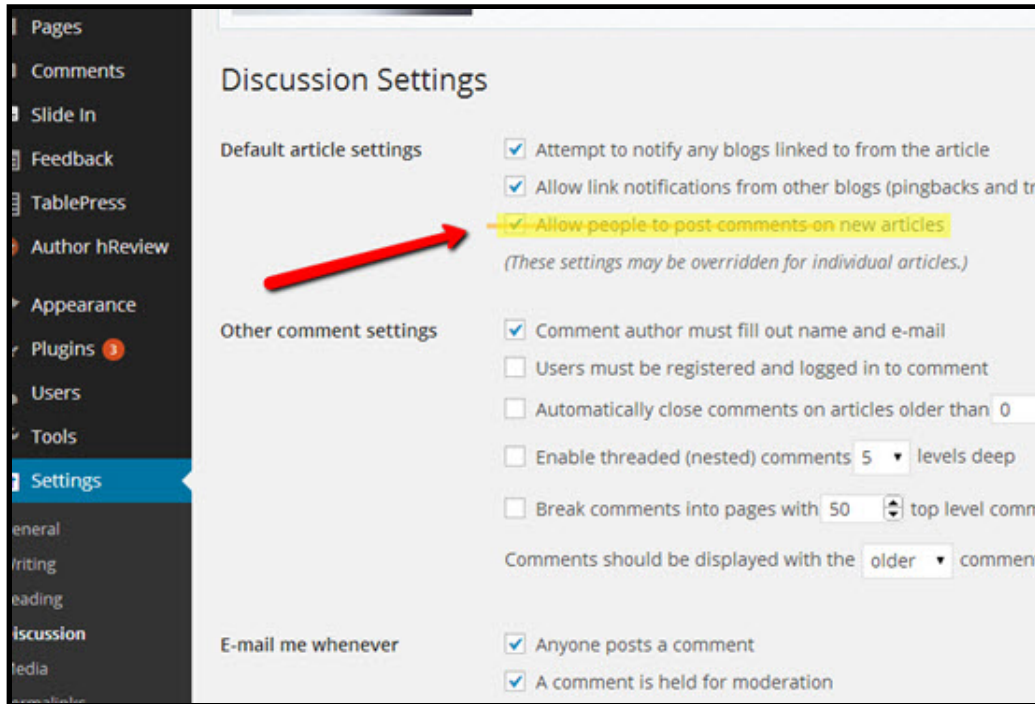 Pages
Comments
Slide In
Feedback
TablePress
Author hReview
Appearance
Plugins 3
Users
Tools
Settings
eneral
riting
eading
iscussion
edia
Discussion Settings
Default article settings
Attempt to notify any blogs linked to from the article
Allow link notifications from other blogs (pingbacks and tr
Allow people to post comments on new articles
(These settings may be overridden for individual articles.)
Other comment settings
Comment author must fill out name and e-mail
Users must be registered and logged in to comment
Automatically close comments on articles older than 0
Enable threaded (nested) comments 5 levels deep
Break comments into pages with 50 top level comm
Comments should be displayed with the older commen
E-mail me whenever
Anyone posts a comment
A comment is held for moderation